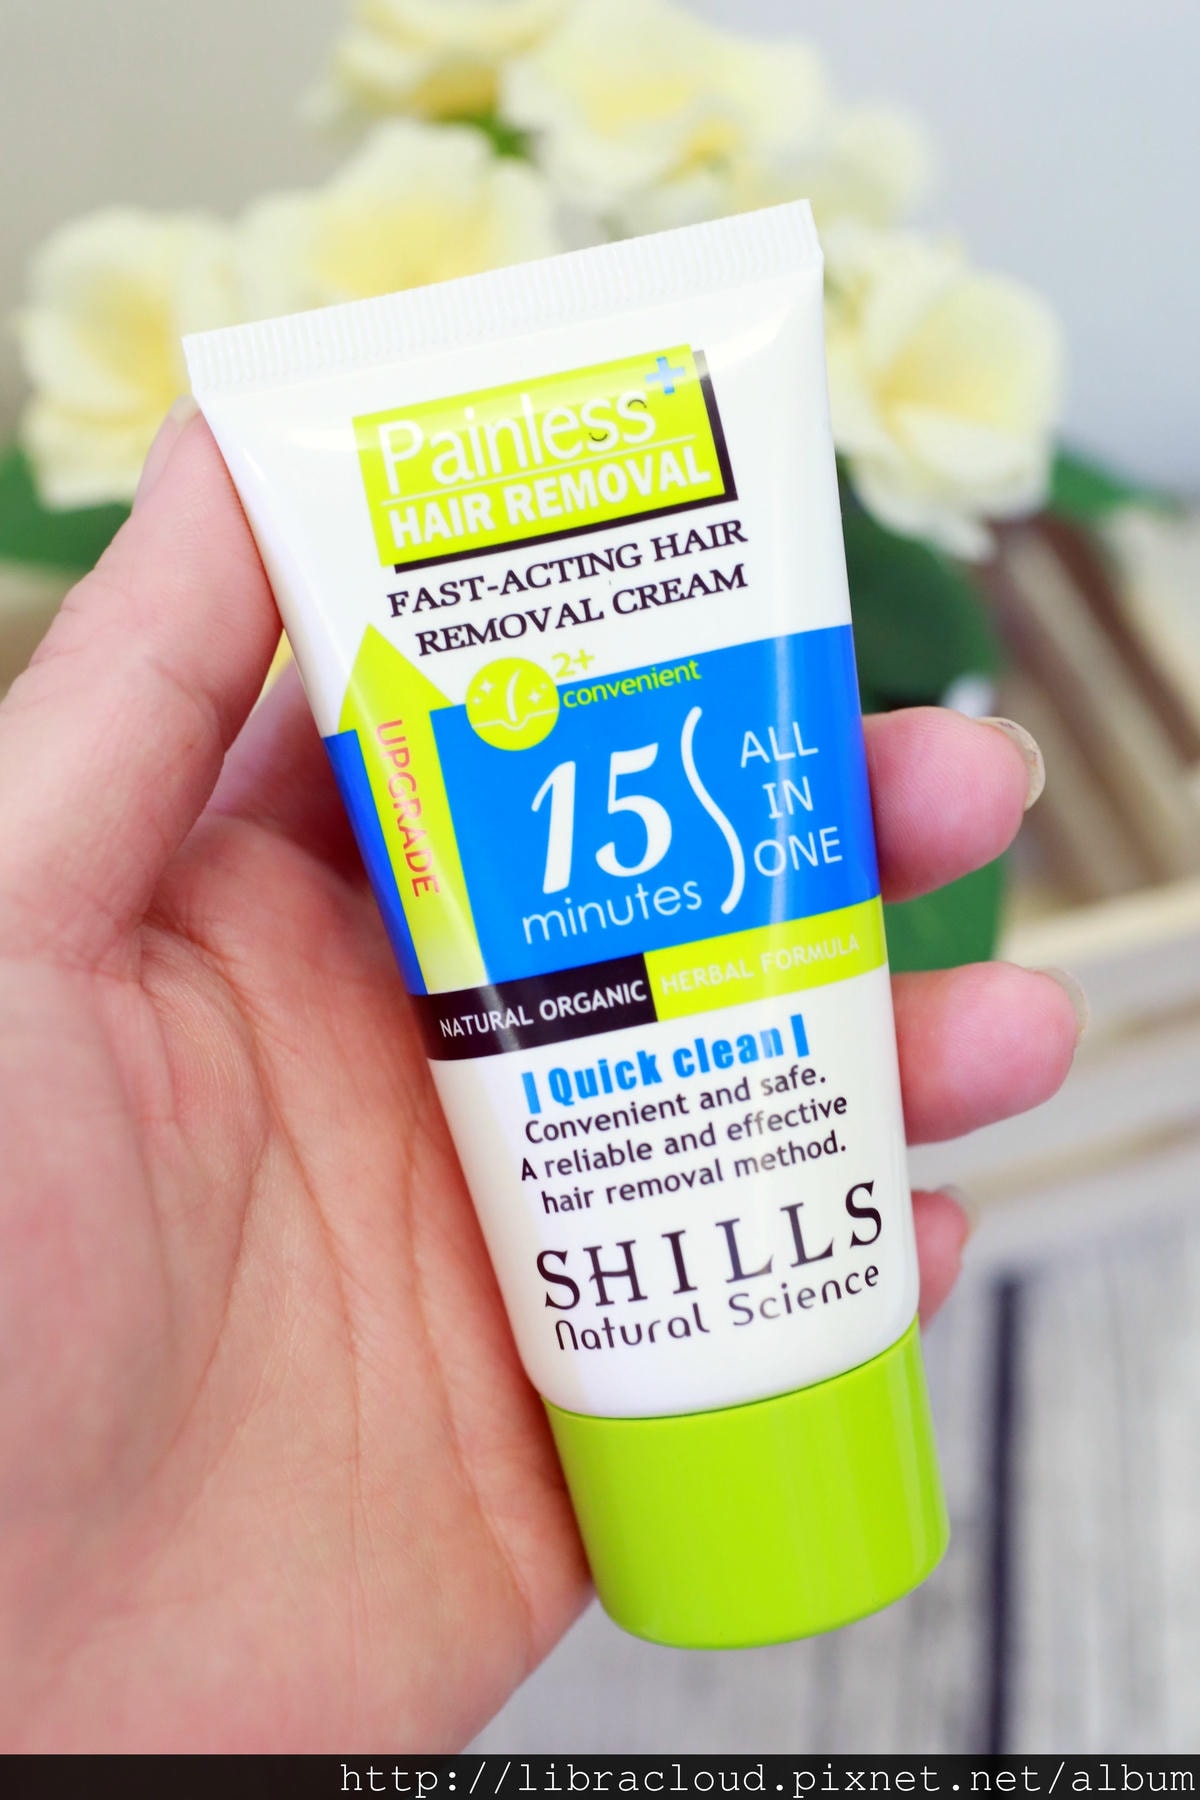 Painless+
HAIR REMOVAL
FAST-ACTING HAIR
REMOVAL CREAM
2+
convenient
UPGRADE
15
minutes
ALL
IN
ONE
NATURAL ORGANIC HERBAL FORMULA
Quick clean
Convenient and safe.
A reliable and effective
hair removal method.
SHILLS
Natural Science
http://libracloud.pixnet.net/album